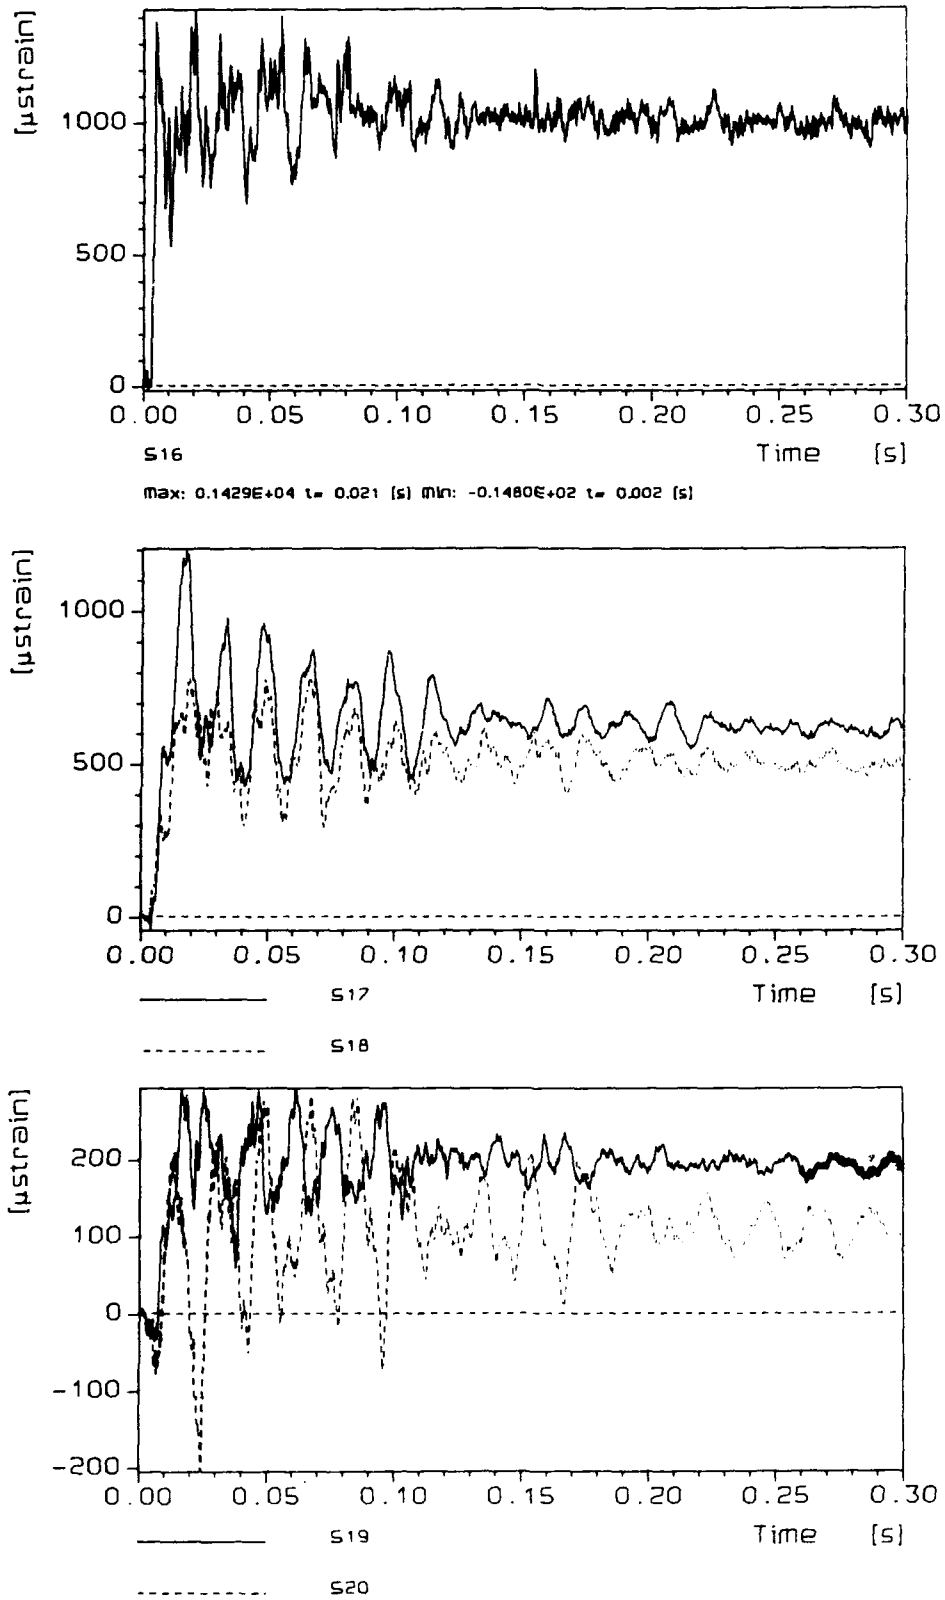 [µstrain]
1000
500
0
0.00 0.05 0.10 0.15 0.20 0.25 0.30
S16 Time [s]
Max: 0.1429E+04 t= 0.021 [s] Min: -0.1480E+02 t= 0.002 [s]
[µstrain]
1000
500
0
0.00 0.05 0.10 0.15 0.20 0.25 0.30
S17 Time [s]
S18
[µstrain]
200
100
0
-100
-200
0.00 0.05 0.10 0.15 0.20 0.25 0.30
S19 Time [s]
S20